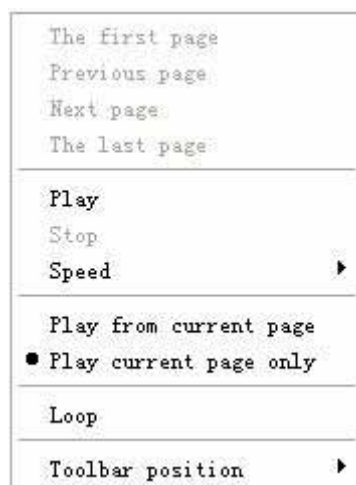 The first page
Previous page
Next page
The last page
Play
Stop
Speed
Play from current page
Play current page only
Loop
Toolbar position